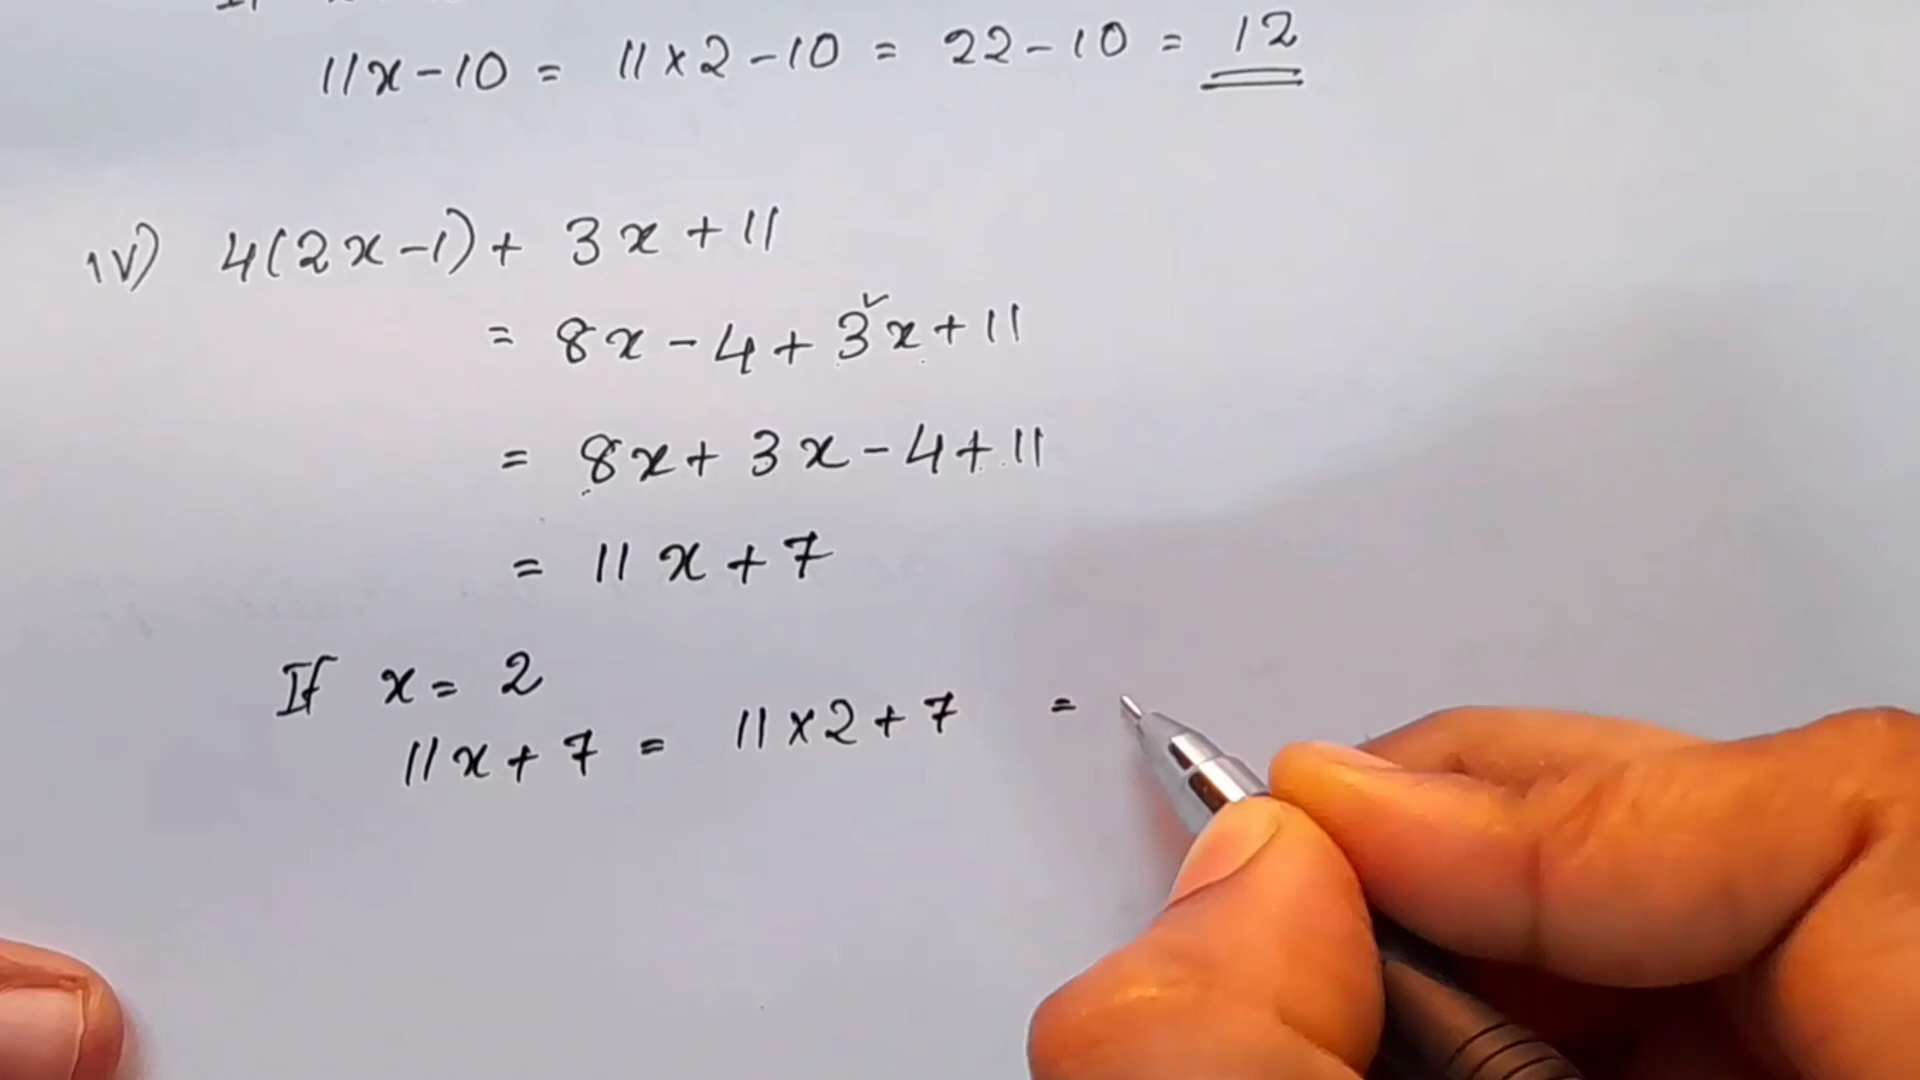 11x-10 = 11×2-10 = 22-10 = 12
iv) 4(2x-1)+ 3x+11
= 8x-4+3x+11
= 8x+3x-4+11
= 11x+7
If x= 2
11x+7 = 11×2+7 =